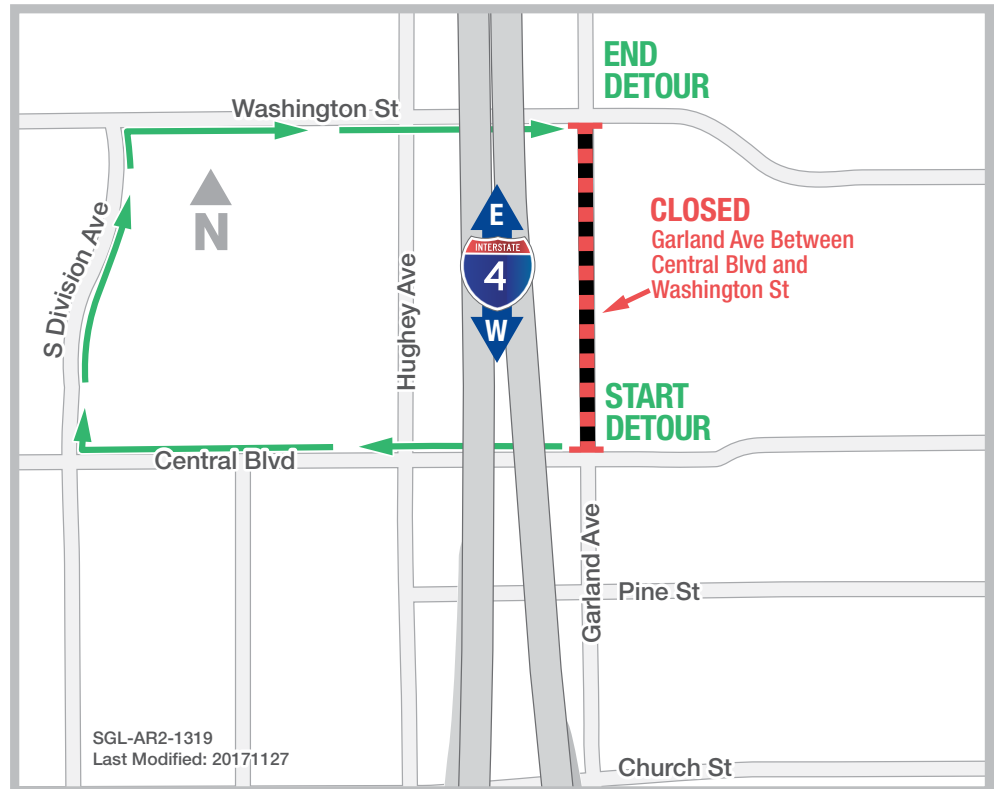 END
DETOUR
Washington St
N
S Division Ave
Hughey Ave
E
INTERSTATE
4
W
CLOSED
Garland Ave Between
Central Blvd and
Washington St
START
DETOUR
Central Blvd
Garland Ave
Pine St
SGL-AR2-1319
Last Modified: 20171127
Church St